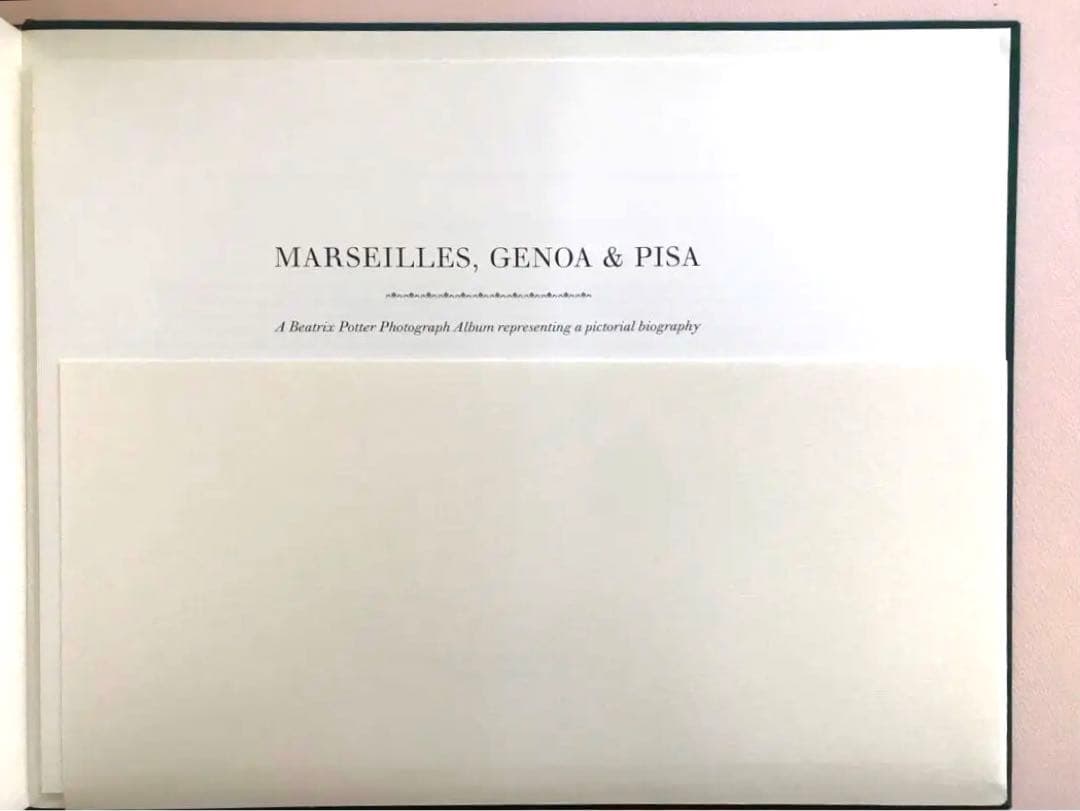 MARSEILLES, GENOA & PISA
A Beatrix Potter Photograph Album representing a pictorial biography